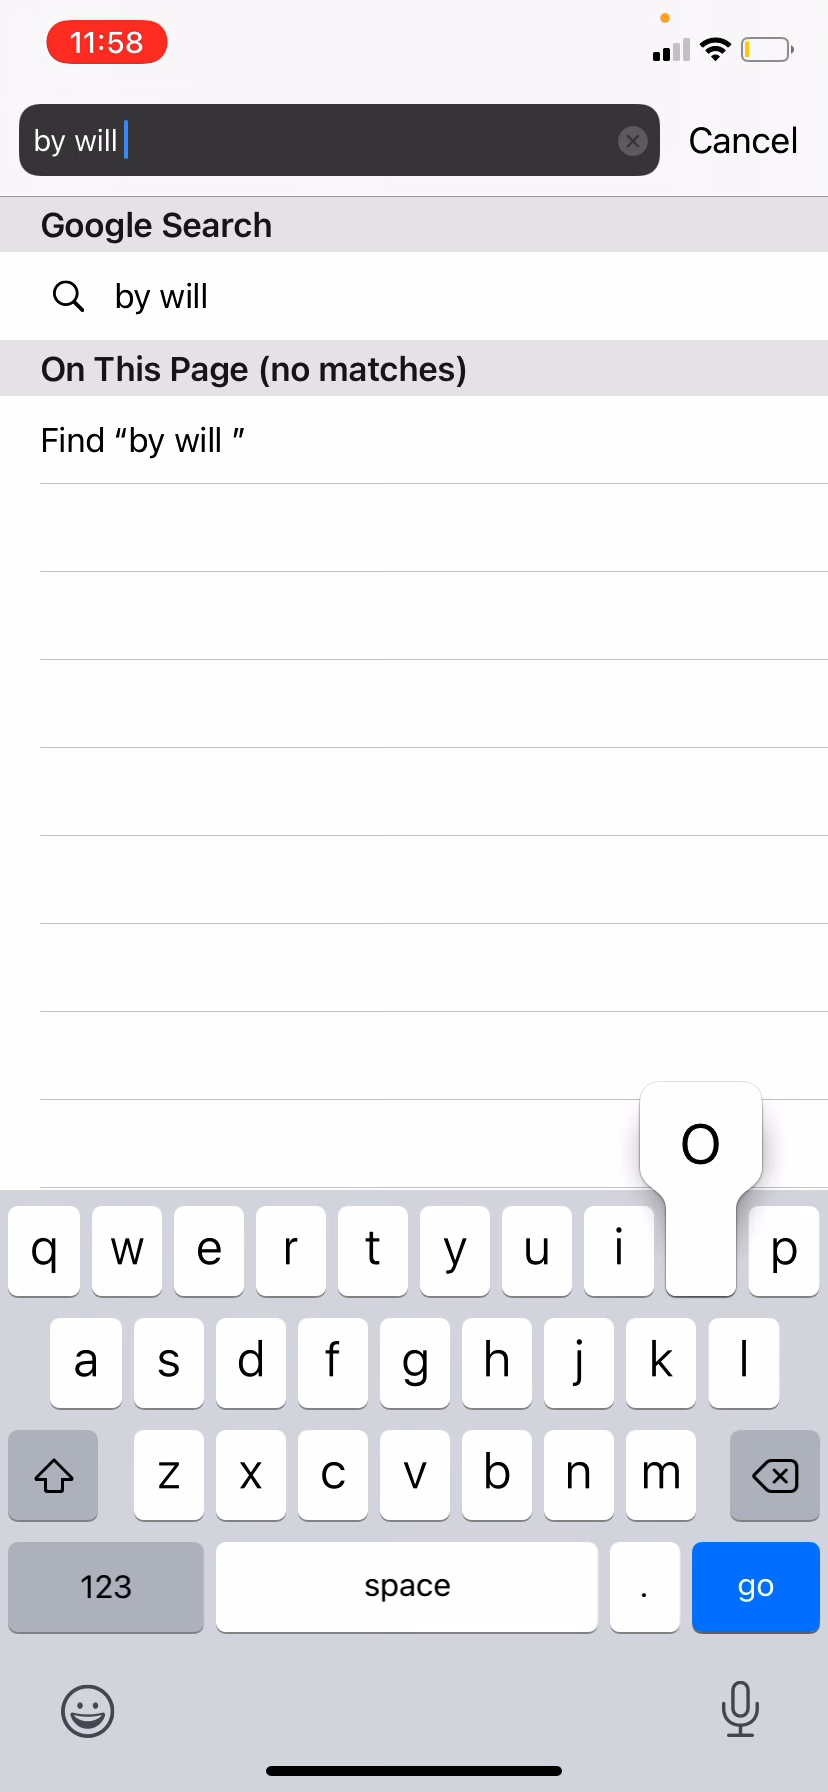 11:58
by will
Cancel
Google Search
by will
On This Page (no matches)
Find “by will ”
O
q w e r t y u i p
a s d f g h j k l
z x c v b n m
123 space . go